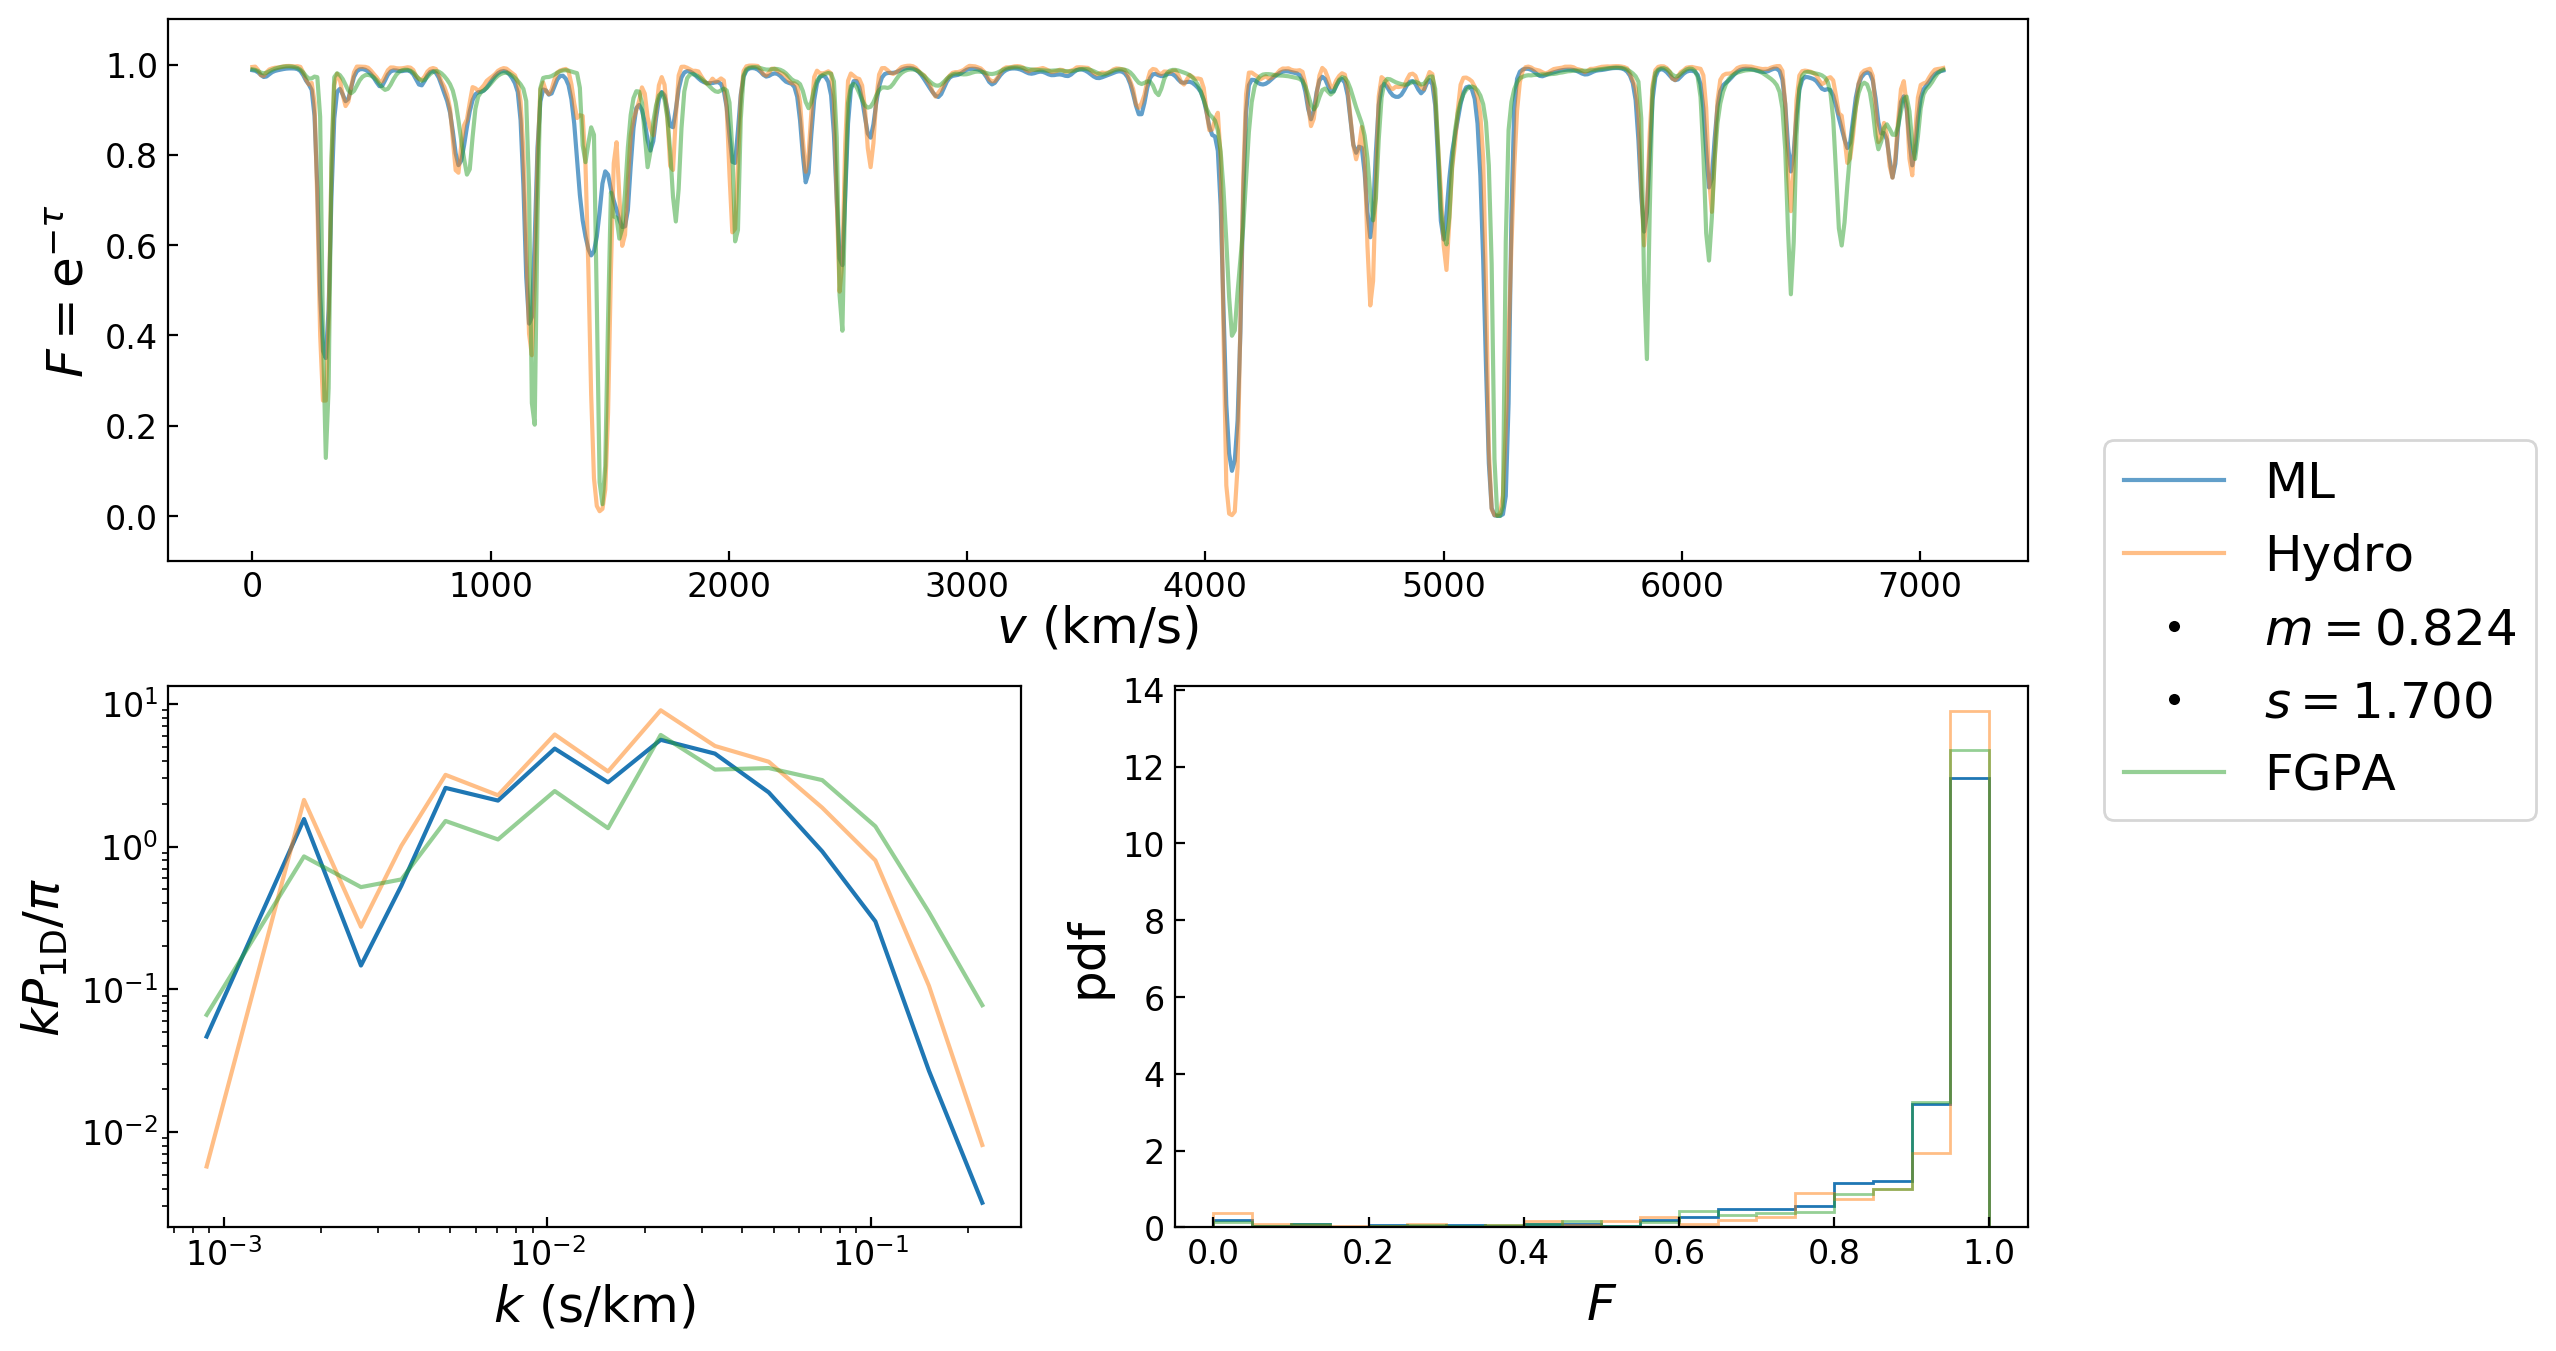 1.0
0.8
0.6
0.4
0.2
0.0
F = e^{−τ}
0 1000 2000 3000 4000 5000 6000 7000
v (km/s)
ML
Hydro
m = 0.824
s = 1.700
FGPA
10^1
10^0
10^{−1}
10^{−2}
kP_{1D}/π
10^{−3} 10^{−2} 10^{−1}
k (s/km)
14
12
10
8
6
4
2
0
pdf
0.0 0.2 0.4 0.6 0.8 1.0
F